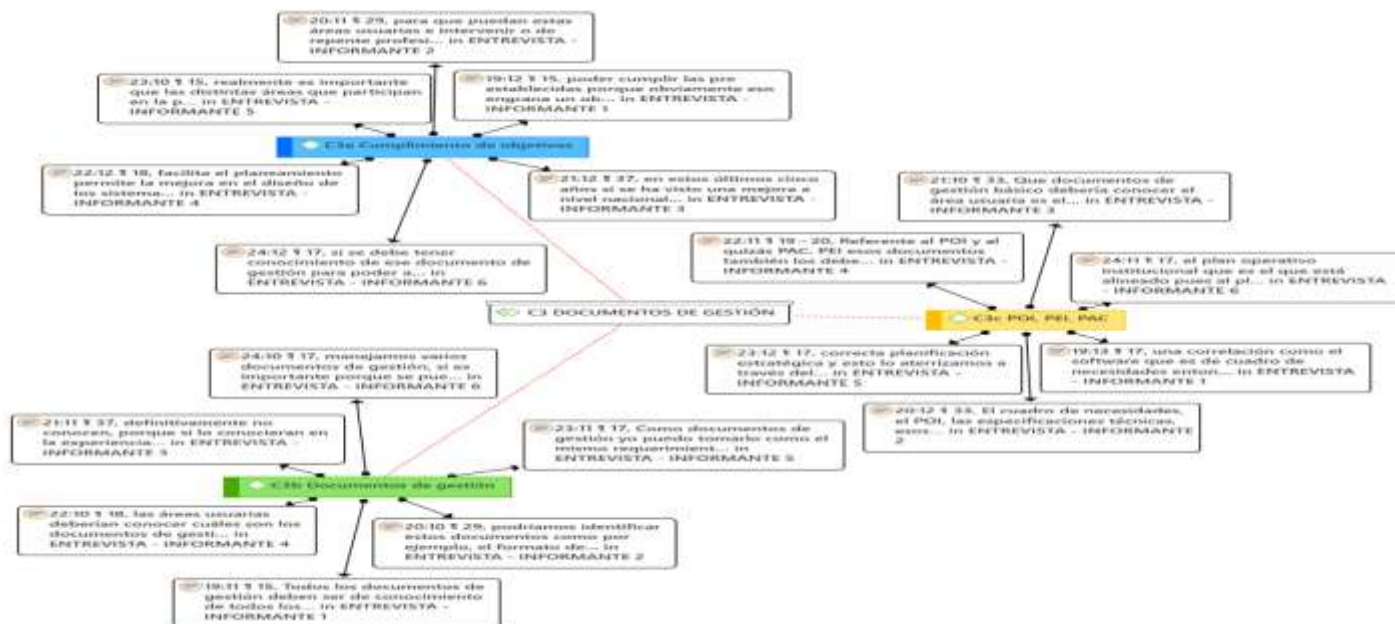 20:11 ¶ 29, para que puedan estas
áreas usuarias e intervenir o de
repente profesi... in ENTREVISTA -
INFORMANTE 2
23:10 ¶ 15, realmente es importante
que las distintas áreas que participan
en la p... in ENTREVISTA -
INFORMANTE 5
19:12 ¶ 15, poder cumplir las pre
establecidas porque obviamente eso
engrana un ob... in ENTREVISTA -
INFORMANTE 1
C3a Cumplimiento de objetivos
22:12 ¶ 18, facilita el planeamiento
permite la mejora en el diseño de
los sistema... in ENTREVISTA -
INFORMANTE 4
21:12 ¶ 37, en estos últimos cinco
años si se ha visto una mejora a
nivel nacional... in ENTREVISTA -
INFORMANTE 3
24:12 ¶ 17, si se debe tener
conocimiento de ese documento de
gestión para poder a... in
ENTREVISTA - INFORMANTE 6
21:10 ¶ 33, Que documentos de
gestión básico debería conocer el
área usuaria es el... in
ENTREVISTA - INFORMANTE 3
22:11 ¶ 19 - 20, Referente al POI y al
quizás PAC, PEI esos documentos
también los debe... in ENTREVISTA -
INFORMANTE 4
24:11 ¶ 17, el plan operativo
institucional que es el que está
alineado pues al pl... in ENTREVISTA
- INFORMANTE 6
C3 DOCUMENTOS DE GESTIÓN
C3c POI, PEI, PAC
23:12 ¶ 17, correcta planificación
estratégica y esto lo aterrizamos a
través del... in ENTREVISTA -
INFORMANTE 5
19:13 ¶ 17, una correlación como el
software que es de cuadro de
necesidades enton... in ENTREVISTA
- INFORMANTE 1
20:12 ¶ 33, El cuadro de necesidades,
el POI, las especificaciones técnicas,
esos... in ENTREVISTA - INFORMANTE
2
24:10 ¶ 17, manejamos varios
documentos de gestión, si es
importante porque se pue... in
ENTREVISTA - INFORMANTE 6
21:11 ¶ 37, definitivamente no
conocen, porque si lo conocieran en
la experiencia... in ENTREVISTA -
INFORMANTE 3
23:11 ¶ 17, Como documentos de
gestión yo puedo tomarlo como el
mismo requerimient... in
ENTREVISTA - INFORMANTE 5
C3b Documentos de gestión
22:10 ¶ 18, las áreas usuarias
deberían conocer cuáles son los
documentos de gesti... in
ENTREVISTA - INFORMANTE 4
20:10 ¶ 29, podríamos identificar
estos documentos como por
ejemplo, el formato de... in
ENTREVISTA - INFORMANTE 2
19:11 ¶ 15, Todos los documentos de
gestión deben ser de conocimiento
de todos los... in ENTREVISTA -
INFORMANTE 1